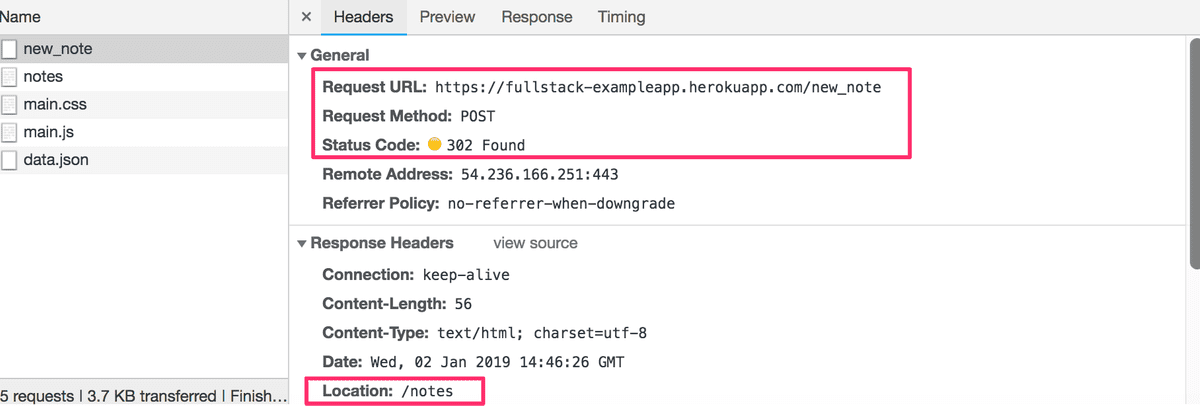 Name
× Headers Preview Response Timing
new_note
notes
main.css
main.js
data.json
5 requests | 3.7 KB transferred | Finish...
▼ General
Request URL: https://fullstack-exampleapp.herokuapp.com/new_note
Request Method: POST
Status Code: 302 Found
Remote Address: 54.236.166.251:443
Referrer Policy: no-referrer-when-downgrade
▼ Response Headers view source
Connection: keep-alive
Content-Length: 56
Content-Type: text/html; charset=utf-8
Date: Wed, 02 Jan 2019 14:46:26 GMT
Location: /notes